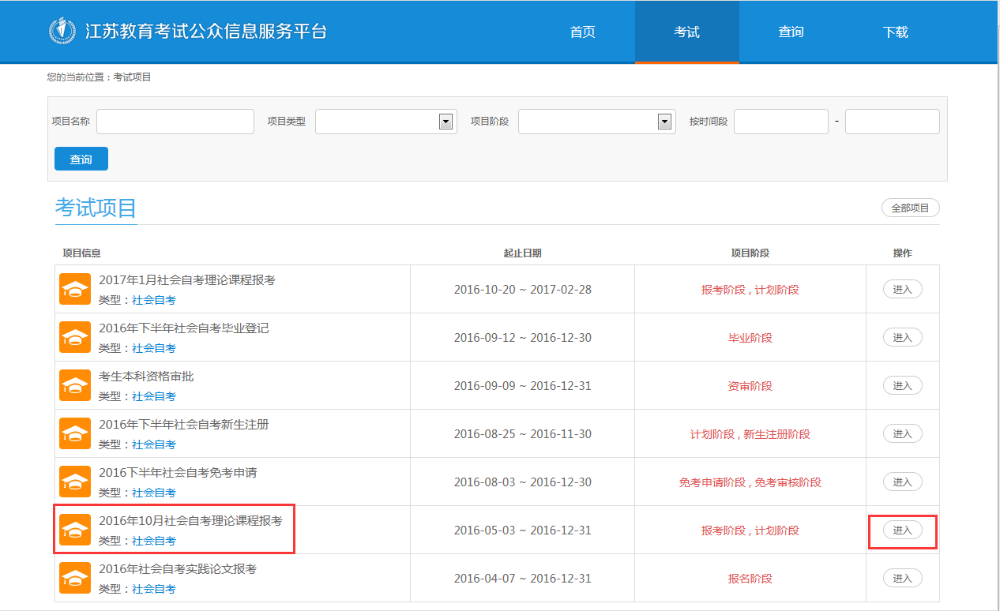 江苏教育考试公众信息服务平台 首页 考试 查询 下载
您的当前位置：考试项目
项目名称 项目类型 项目阶段 按时间段 -
查询
考试项目 全部项目
项目信息 起止日期 项目阶段 操作
2017年1月社会自考理论课程报考
类型：社会自考
2016-10-20 ~ 2017-02-28 报考阶段 , 计划阶段 进入
2016年下半年社会自考毕业登记
类型：社会自考
2016-09-12 ~ 2016-12-30 毕业阶段 进入
考生本科资格审批
类型：社会自考
2016-09-09 ~ 2016-12-31 资审阶段 进入
2016年下半年社会自考新生注册
类型：社会自考
2016-08-25 ~ 2016-11-30 计划阶段 , 新生注册阶段 进入
2016下半年社会自考免考申请
类型：社会自考
2016-08-03 ~ 2016-12-30 免考申请阶段 , 免考审核阶段 进入
2016年10月社会自考理论课程报考
类型：社会自考
2016-05-03 ~ 2016-12-31 报考阶段 , 计划阶段 进入
2016年社会自考实践论文报考
类型：社会自考
2016-04-07 ~ 2016-12-31 报名阶段 进入